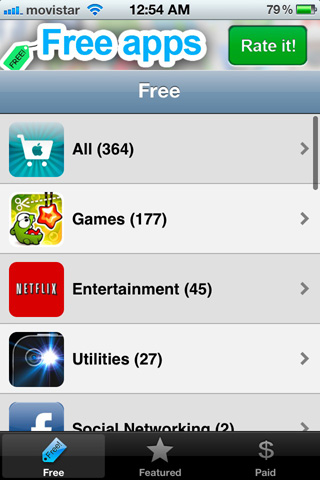 movistar 12:54 AM 79%
FREE! Free apps Rate it!
Free
All (364)
Games (177)
NETFLIX Entertainment (45)
Utilities (27)
f Social Networking (2)
Free! $
Free Featured Paid